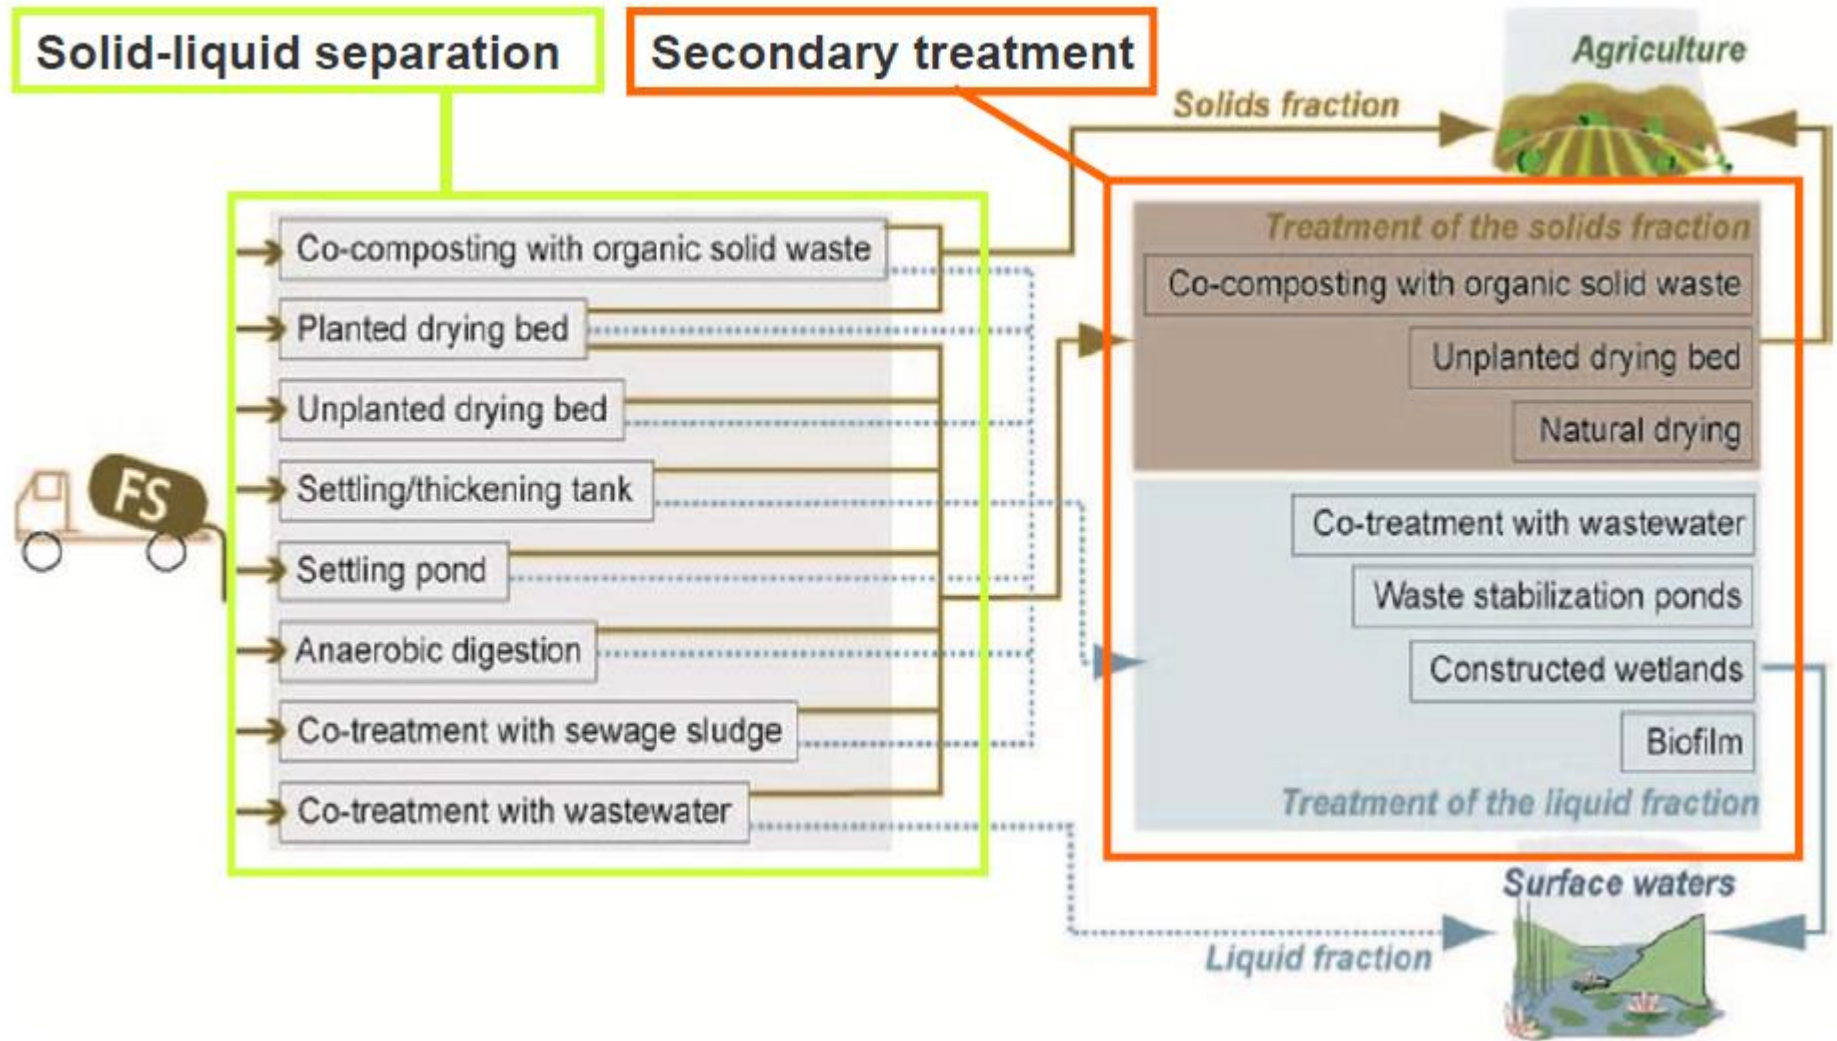 Solid-liquid separation
Secondary treatment
Agriculture
Solids fraction
Co-composting with organic solid waste
Planted drying bed
Unplanted drying bed
Settling/thickening tank
Settling pond
Anaerobic digestion
Co-treatment with sewage sludge
Co-treatment with wastewater
FS
Treatment of the solids fraction
Co-composting with organic solid waste
Unplanted drying bed
Natural drying
Co-treatment with wastewater
Waste stabilization ponds
Constructed wetlands
Biofilm
Treatment of the liquid fraction
Surface waters
Liquid fraction